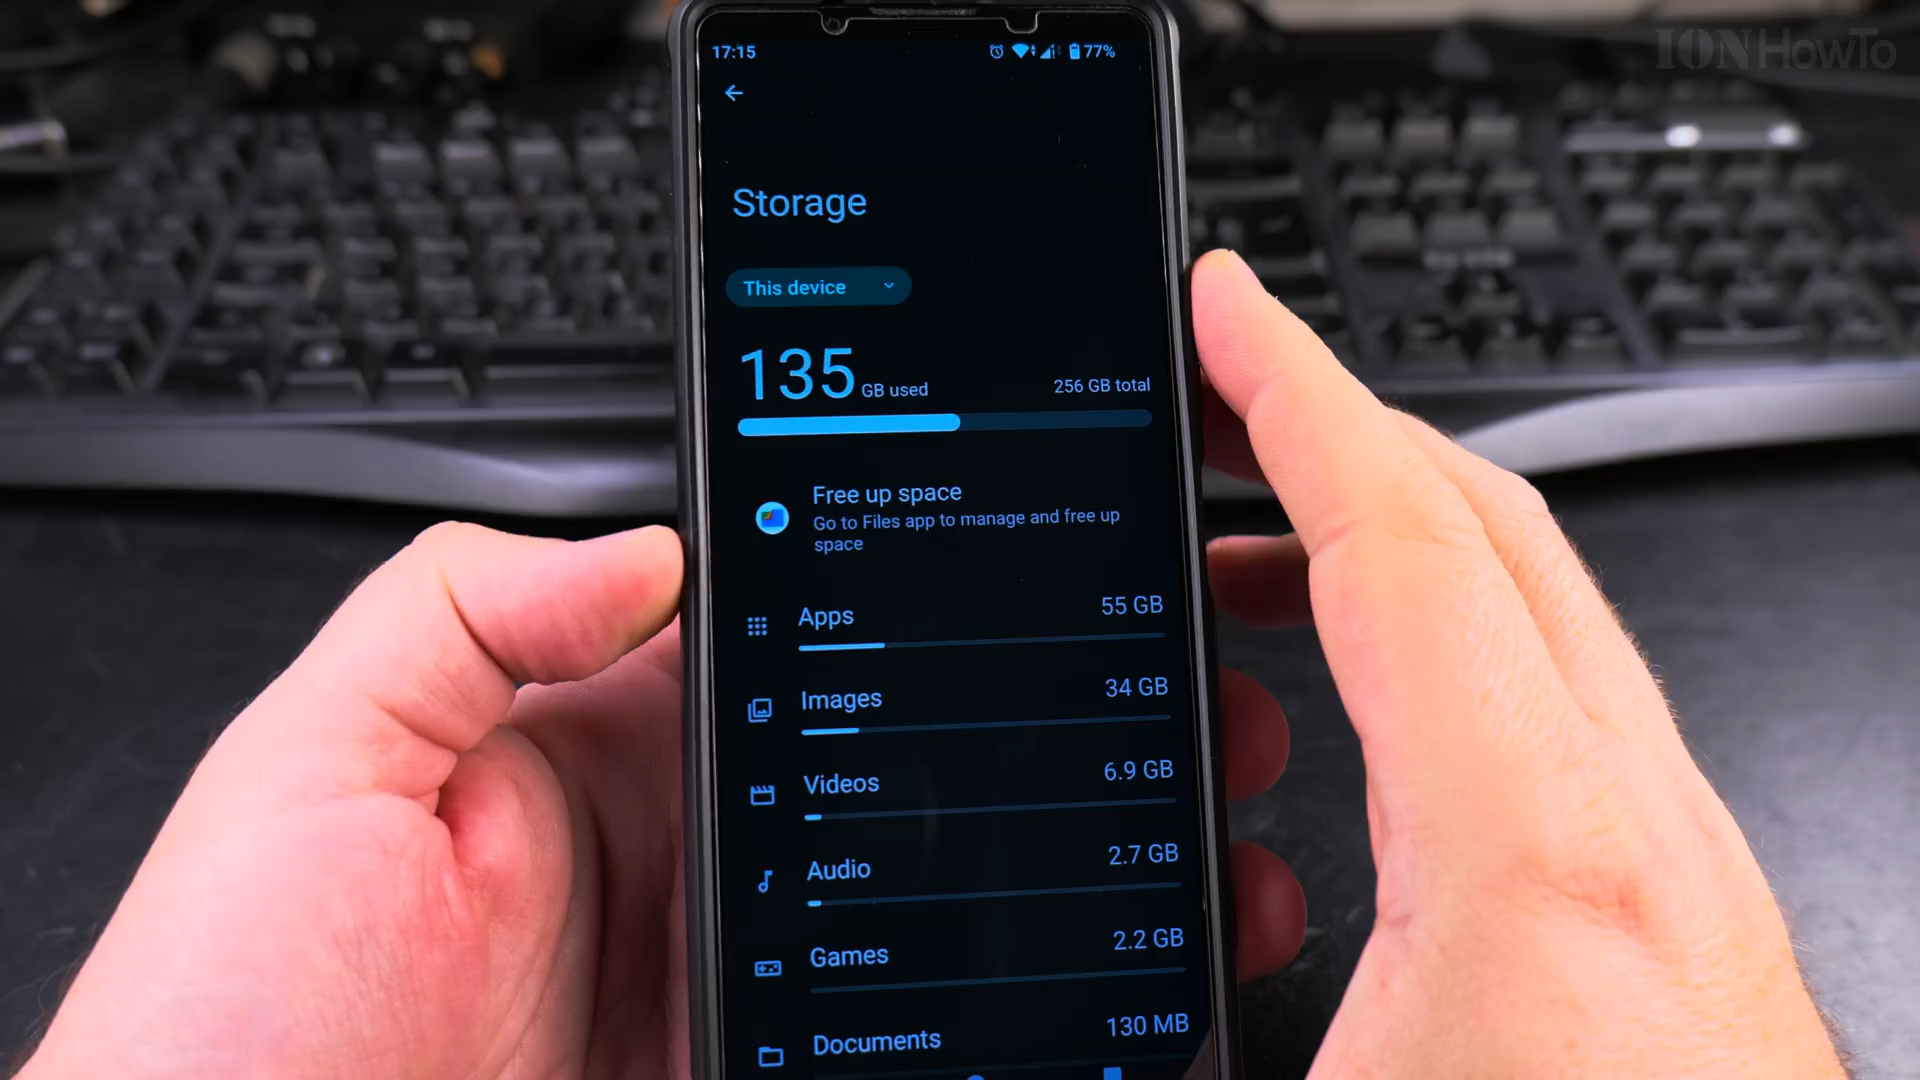 IONHowTo
17:15
77%
Storage
This device
135 GB used
256 GB total
Free up space
Go to Files app to manage and free up
space
Apps
55 GB
Images
34 GB
Videos
6.9 GB
Audio
2.7 GB
Games
2.2 GB
Documents
130 MB